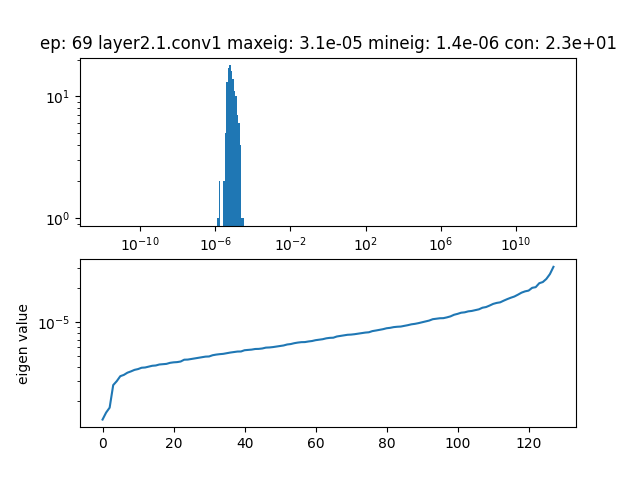 ep: 69 layer2.1.conv1 maxeig: 3.1e-05 mineig: 1.4e-06 con: 2.3e+01
10¹
10⁰
10⁻¹⁰ 10⁻⁶ 10⁻² 10² 10⁶ 10¹⁰
eigen value
10⁻⁵
0 20 40 60 80 100 120